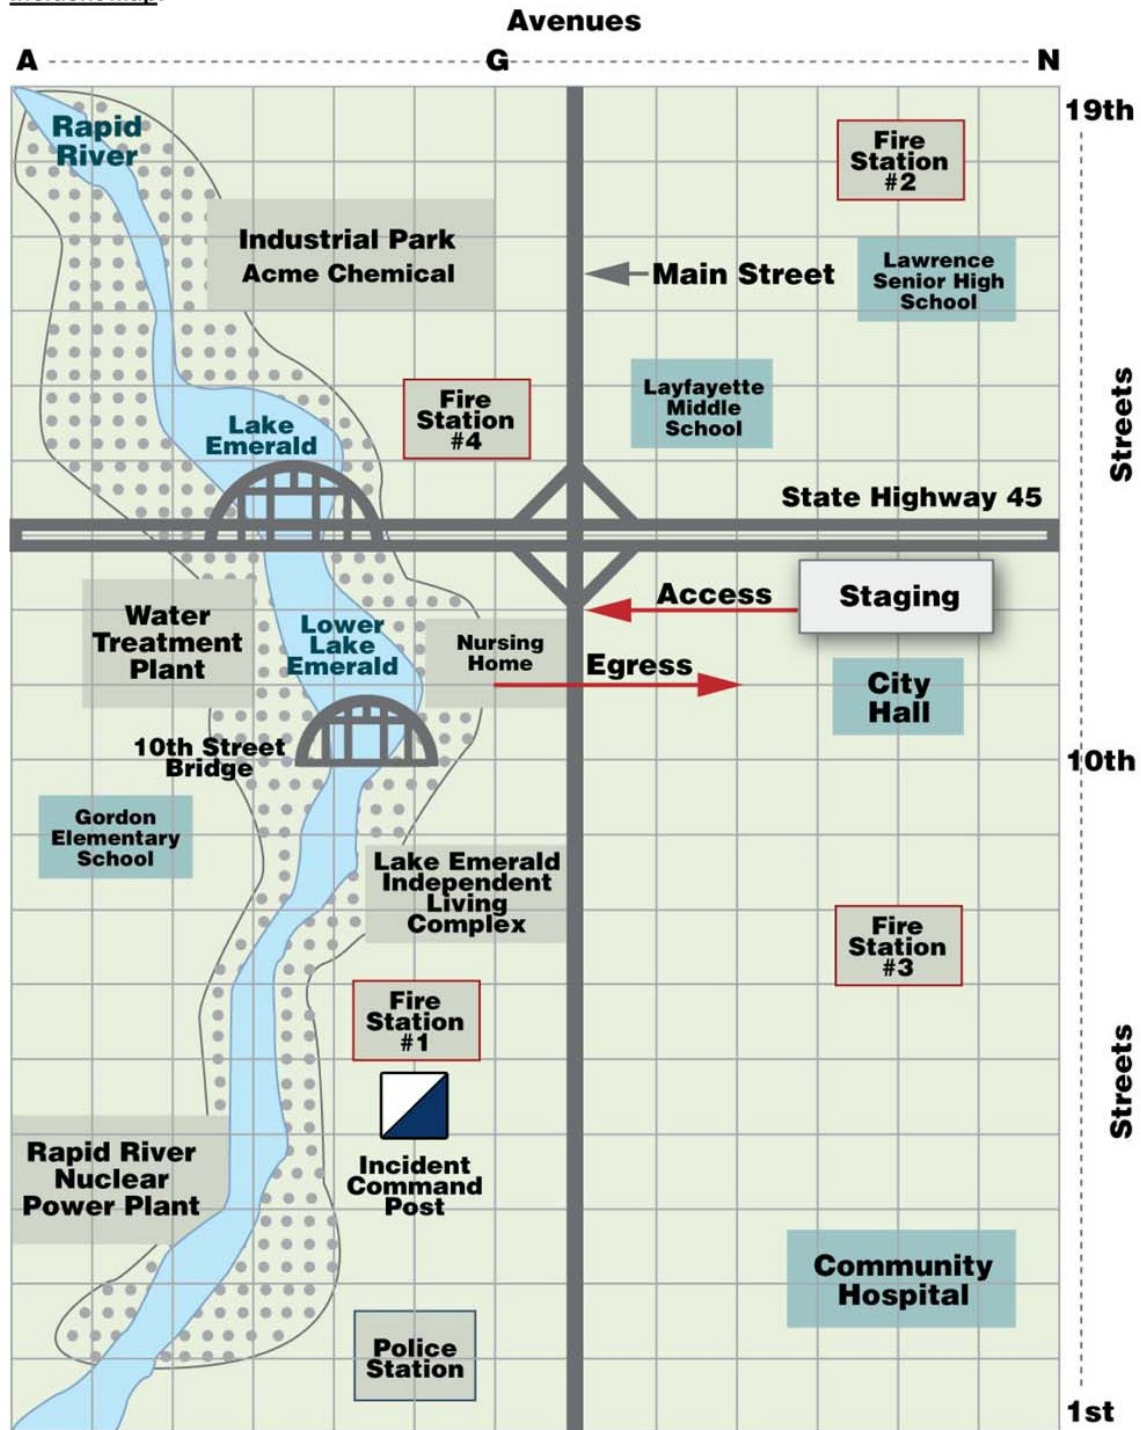 Incident Map:
Avenues
A
G
N
19th
Rapid
River
Fire
Station
#2
Industrial Park
Acme Chemical
Main Street
Lawrence
Senior High
School
Layfayette
Middle
School
Fire
Station
#4
Streets
Lake
Emerald
State Highway 45
Access
Staging
Water
Treatment
Plant
Lower
Lake
Emerald
Nursing
Home
Egress
City
Hall
10th Street
Bridge
10th
Gordon
Elementary
School
Lake Emerald
Independent
Living
Complex
Fire
Station
#3
Fire
Station
#1
Streets
Rapid River
Nuclear
Power Plant
Incident
Command
Post
Community
Hospital
Police
Station
1st